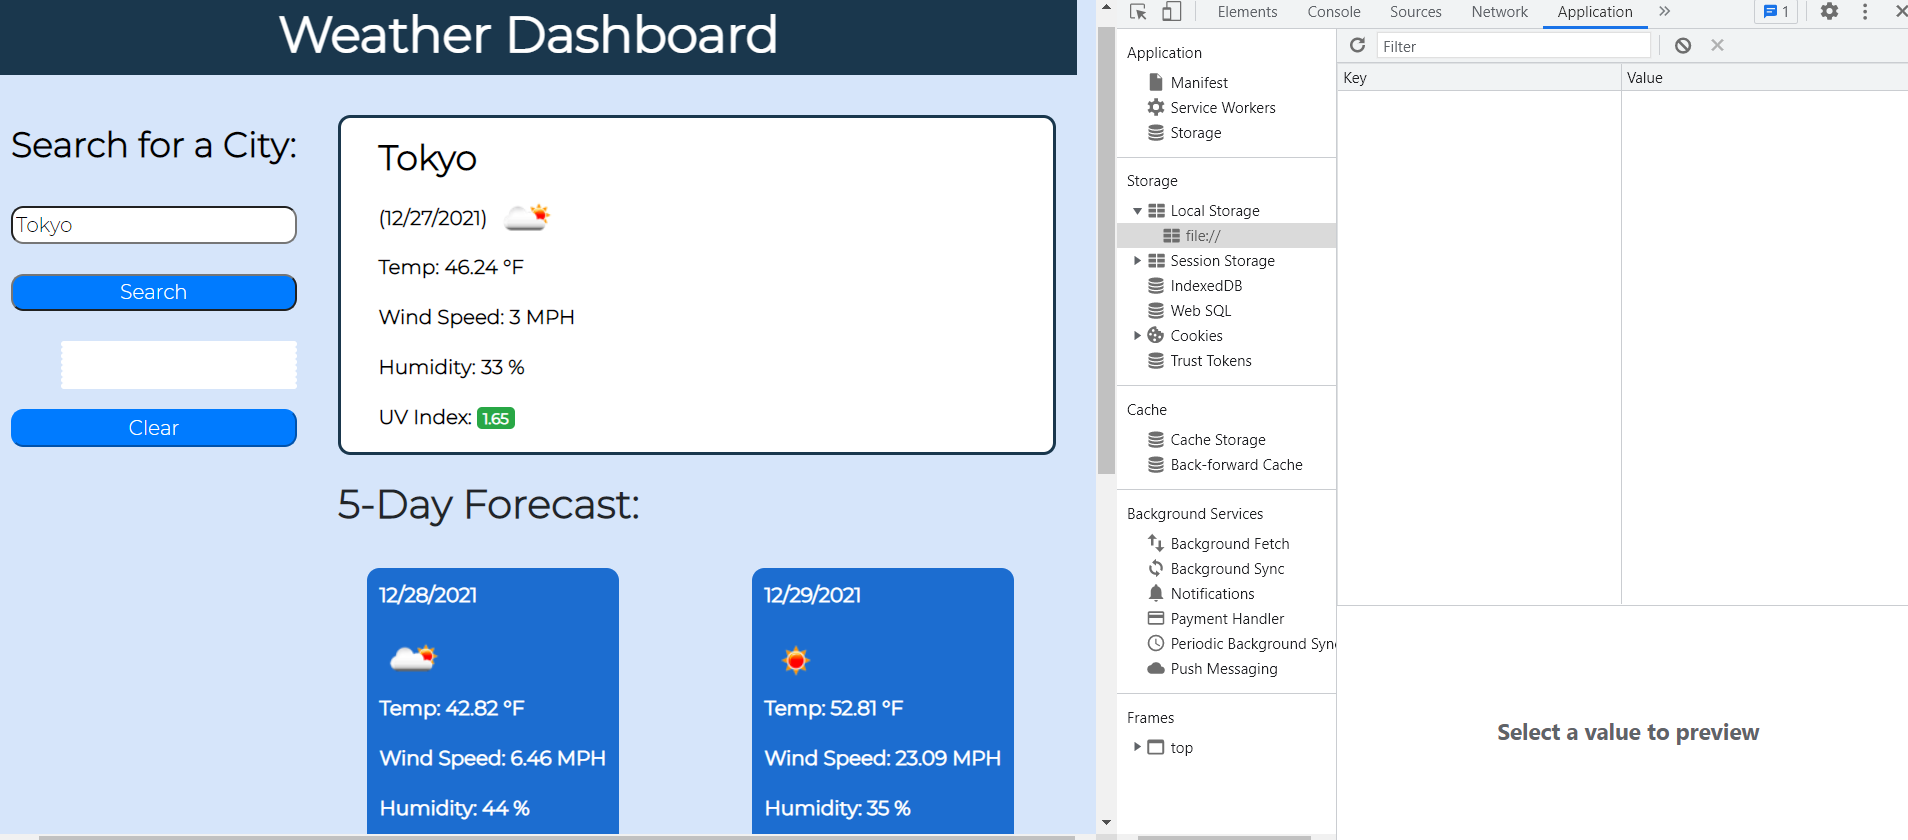 Weather Dashboard
Search for a City:
Tokyo
Search
Clear
Tokyo
(12/27/2021)
Temp: 46.24 °F
Wind Speed: 3 MPH
Humidity: 33 %
UV Index: 1.65
5-Day Forecast:
12/28/2021
Temp: 42.82 °F
Wind Speed: 6.46 MPH
Humidity: 44 %
12/29/2021
Temp: 52.81 °F
Wind Speed: 23.09 MPH
Humidity: 35 %
Elements Console Sources Network Application » 1
Application
Manifest
Service Workers
Storage
Storage
Local Storage
file://
Session Storage
IndexedDB
Web SQL
Cookies
Trust Tokens
Cache
Cache Storage
Back-forward Cache
Background Services
Background Fetch
Background Sync
Notifications
Payment Handler
Periodic Background Syn
Push Messaging
Frames
top
Filter
Key Value
Select a value to preview